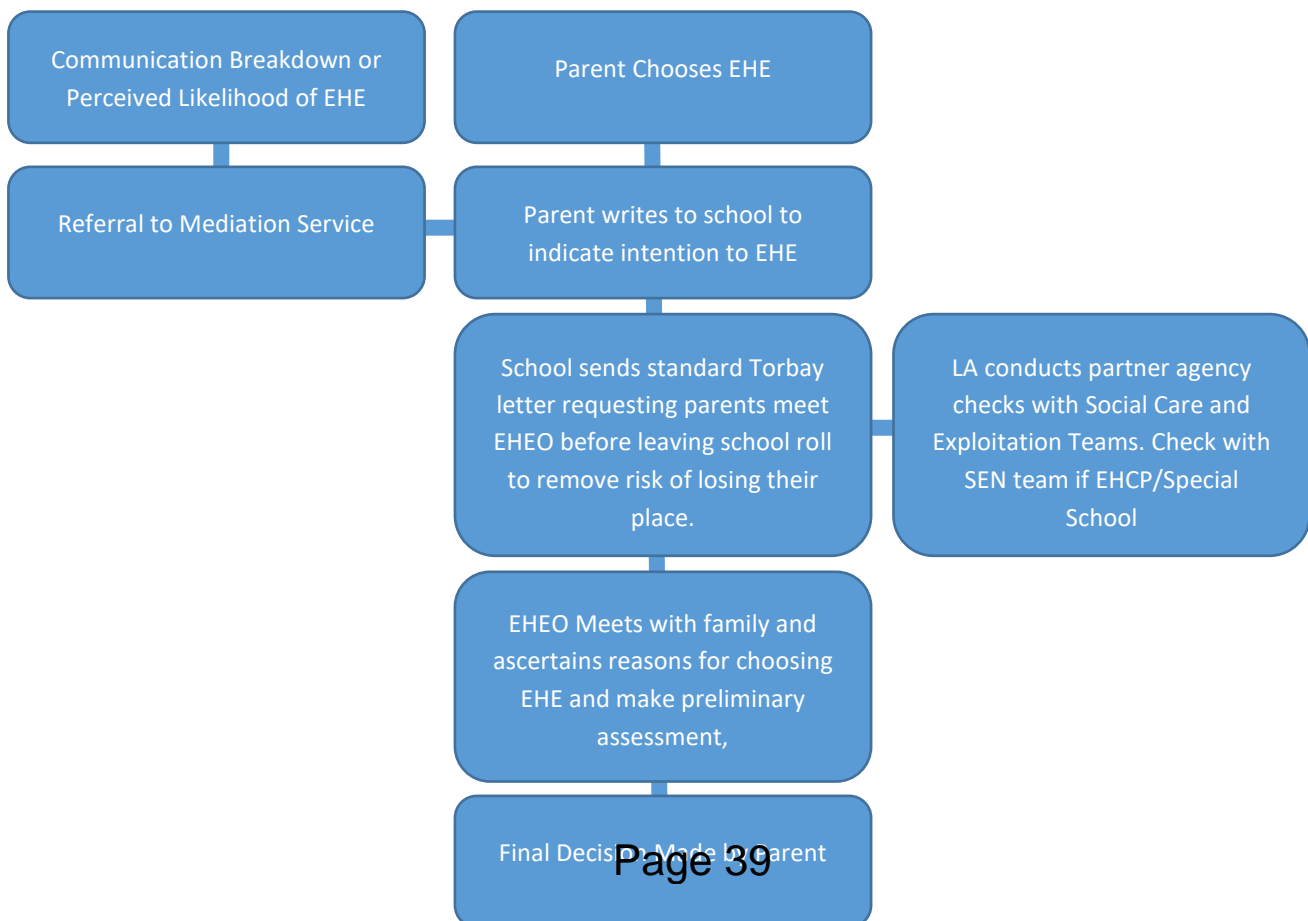 Communication Breakdown or
Perceived Likelihood of EHE
Parent Chooses EHE
Referral to Mediation Service
Parent writes to school to
indicate intention to EHE
School sends standard Torbay
letter requesting parents meet
EHEO before leaving school roll
to remove risk of losing their
place.
LA conducts partner agency
checks with Social Care and
Exploitation Teams. Check with
SEN team if EHCP/Special
School
EHEO Meets with family and
ascertains reasons for choosing
EHE and make preliminary
assessment,
Final Decision Made by Parent
Page 39